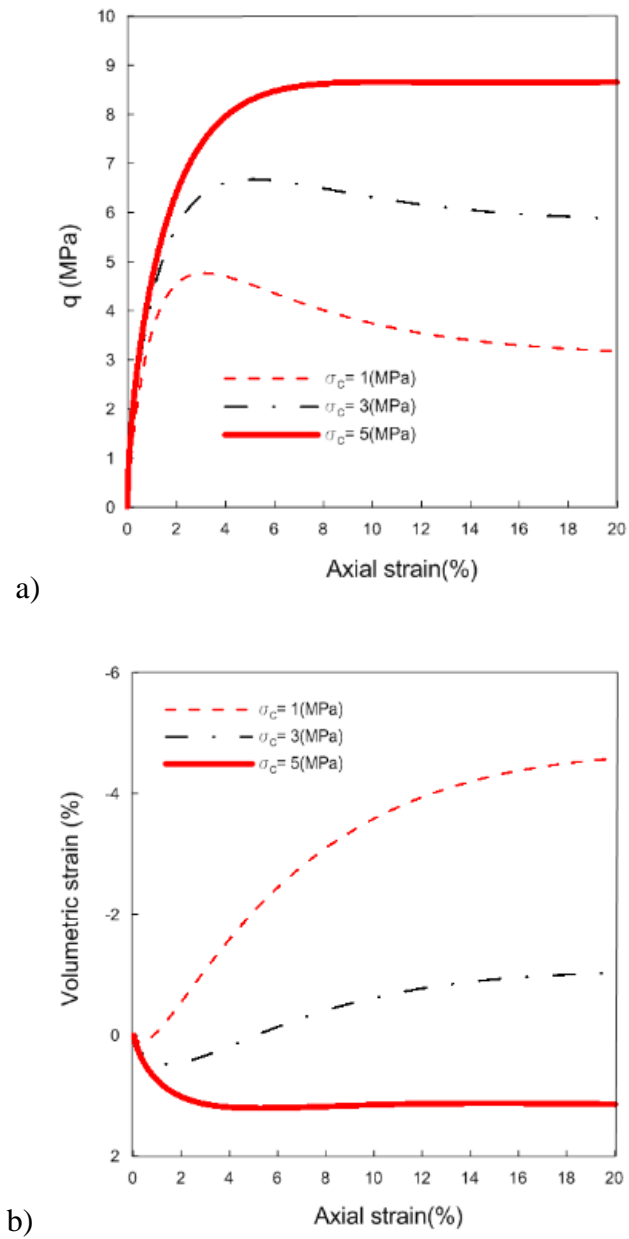 10
9
8
7
6
5
4
3
2
1
0
q (MPa)
σc= 1(MPa)
σc= 3(MPa)
σc= 5(MPa)
0 2 4 6 8 10 12 14 16 18 20
Axial strain(%)
a)
-6
-4
-2
0
2
Volumetric strain (%)
σc= 1(MPa)
σc= 3(MPa)
σc= 5(MPa)
0 2 4 6 8 10 12 14 16 18 20
Axial strain(%)
b)